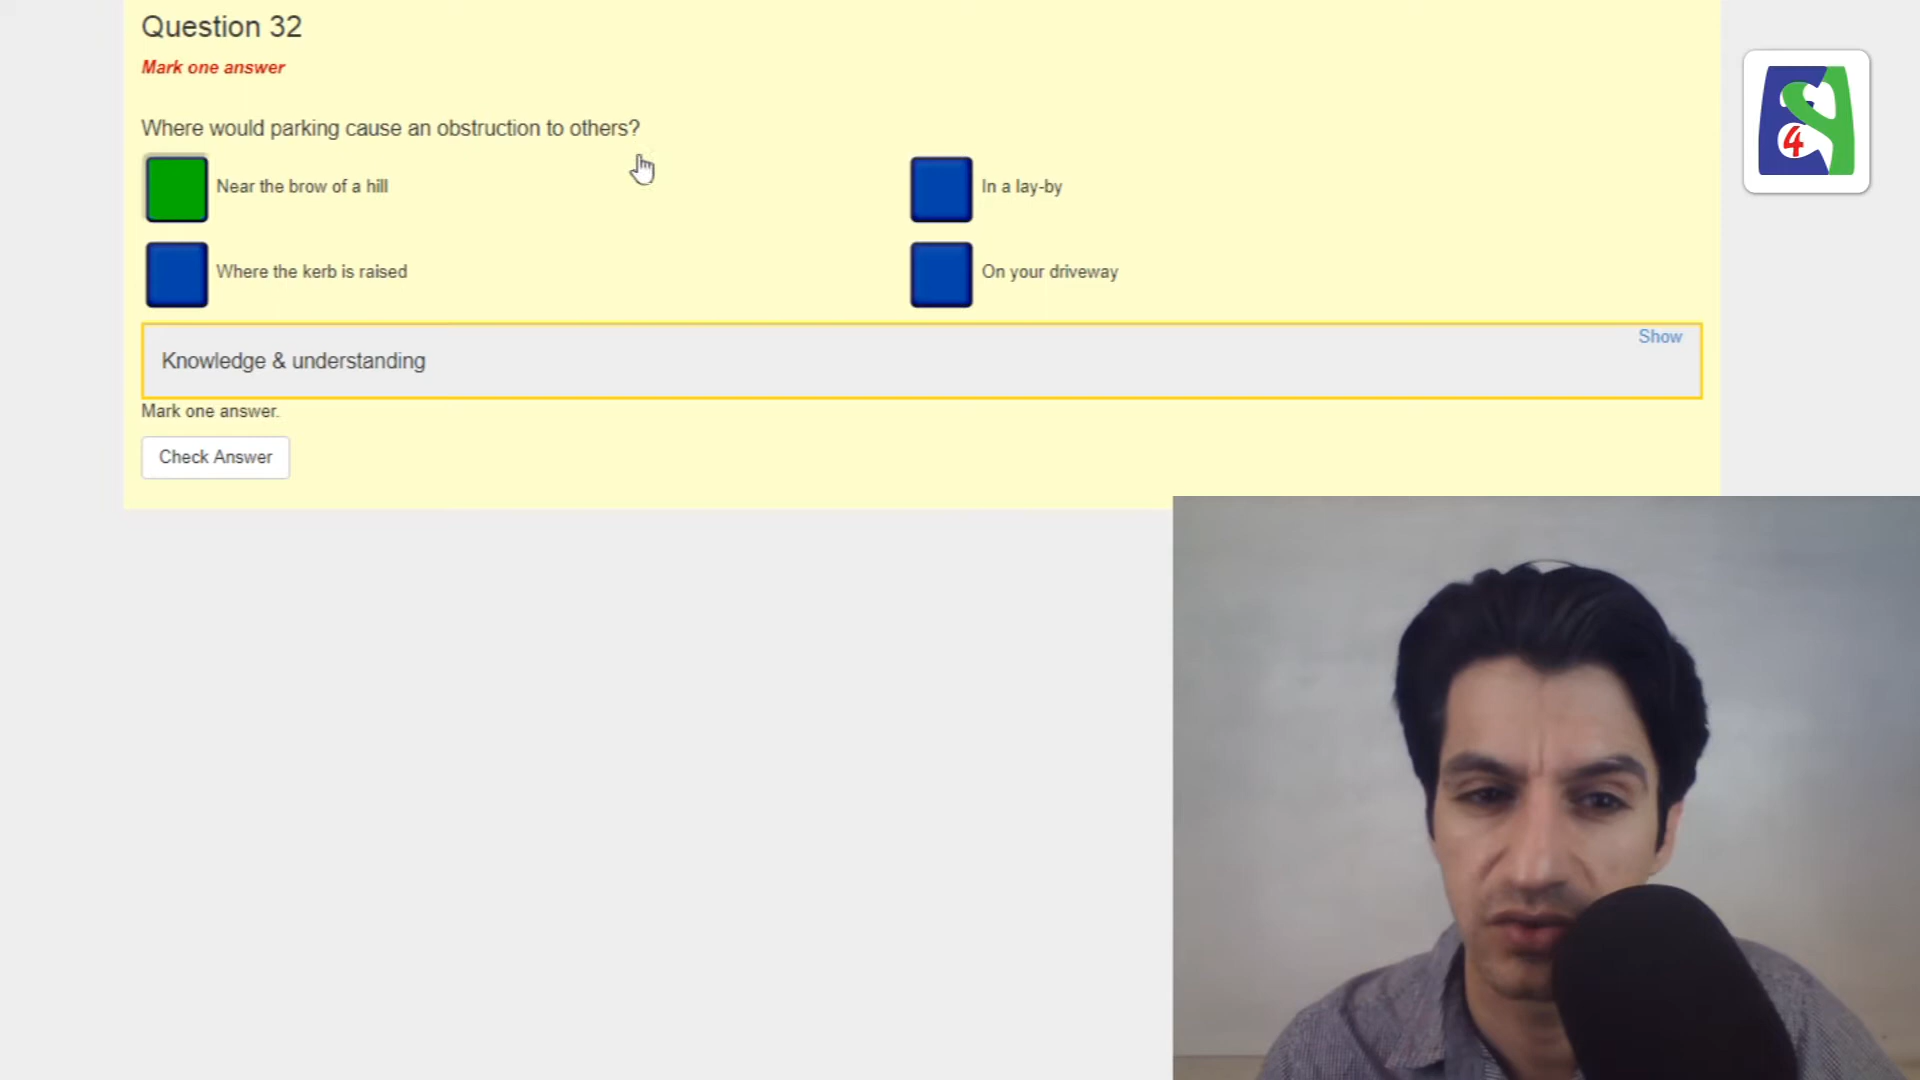 Question 32
Mark one answer
Where would parking cause an obstruction to others?
Near the brow of a hill
In a lay-by
Where the kerb is raised
On your driveway
Show
Knowledge & understanding
Mark one answer.
Check Answer
4